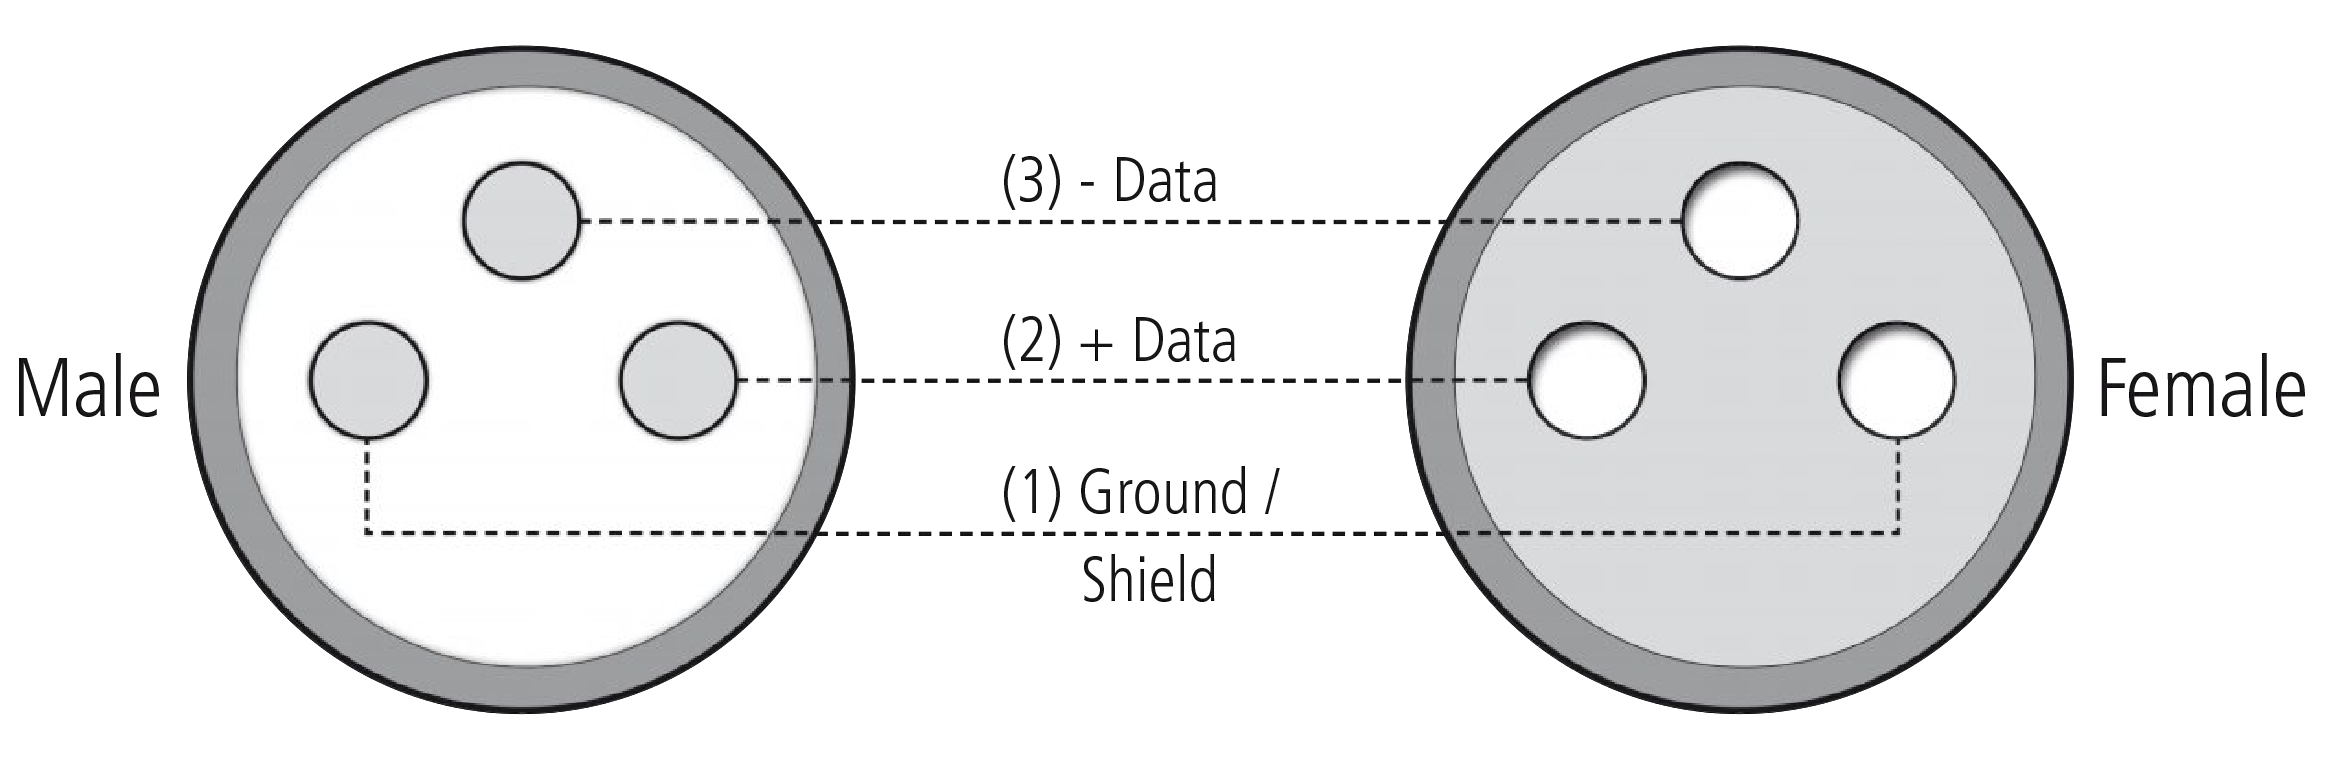 (3) - Data
(2) + Data
Male
Female
(1) Ground /
Shield